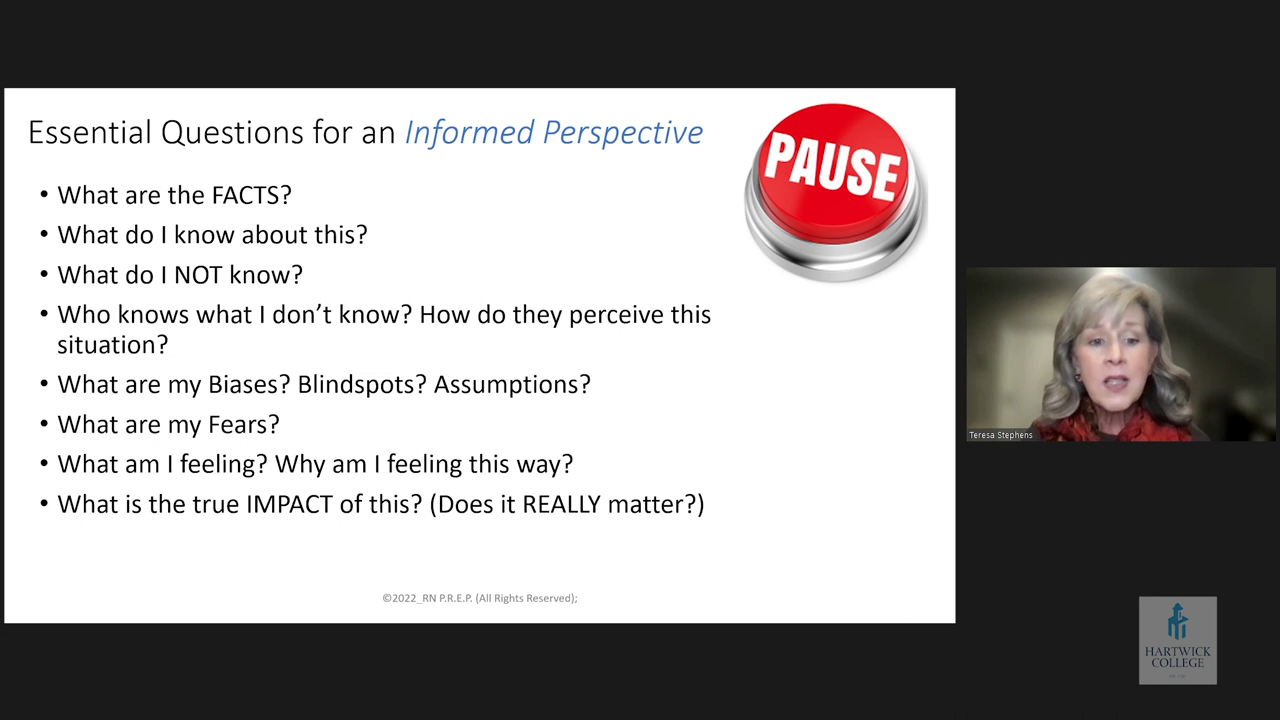 Essential Questions for an Informed Perspective
PAUSE
• What are the FACTS?
• What do I know about this?
• What do I NOT know?
• Who knows what I don’t know? How do they perceive this
situation?
• What are my Biases? Blindspots? Assumptions?
• What are my Fears?
• What am I feeling? Why am I feeling this way?
• What is the true IMPACT of this? (Does it REALLY matter?)
©2022_RN P.R.E.P. (All Rights Reserved);
Teresa Stephens
HARTWICK
COLLEGE